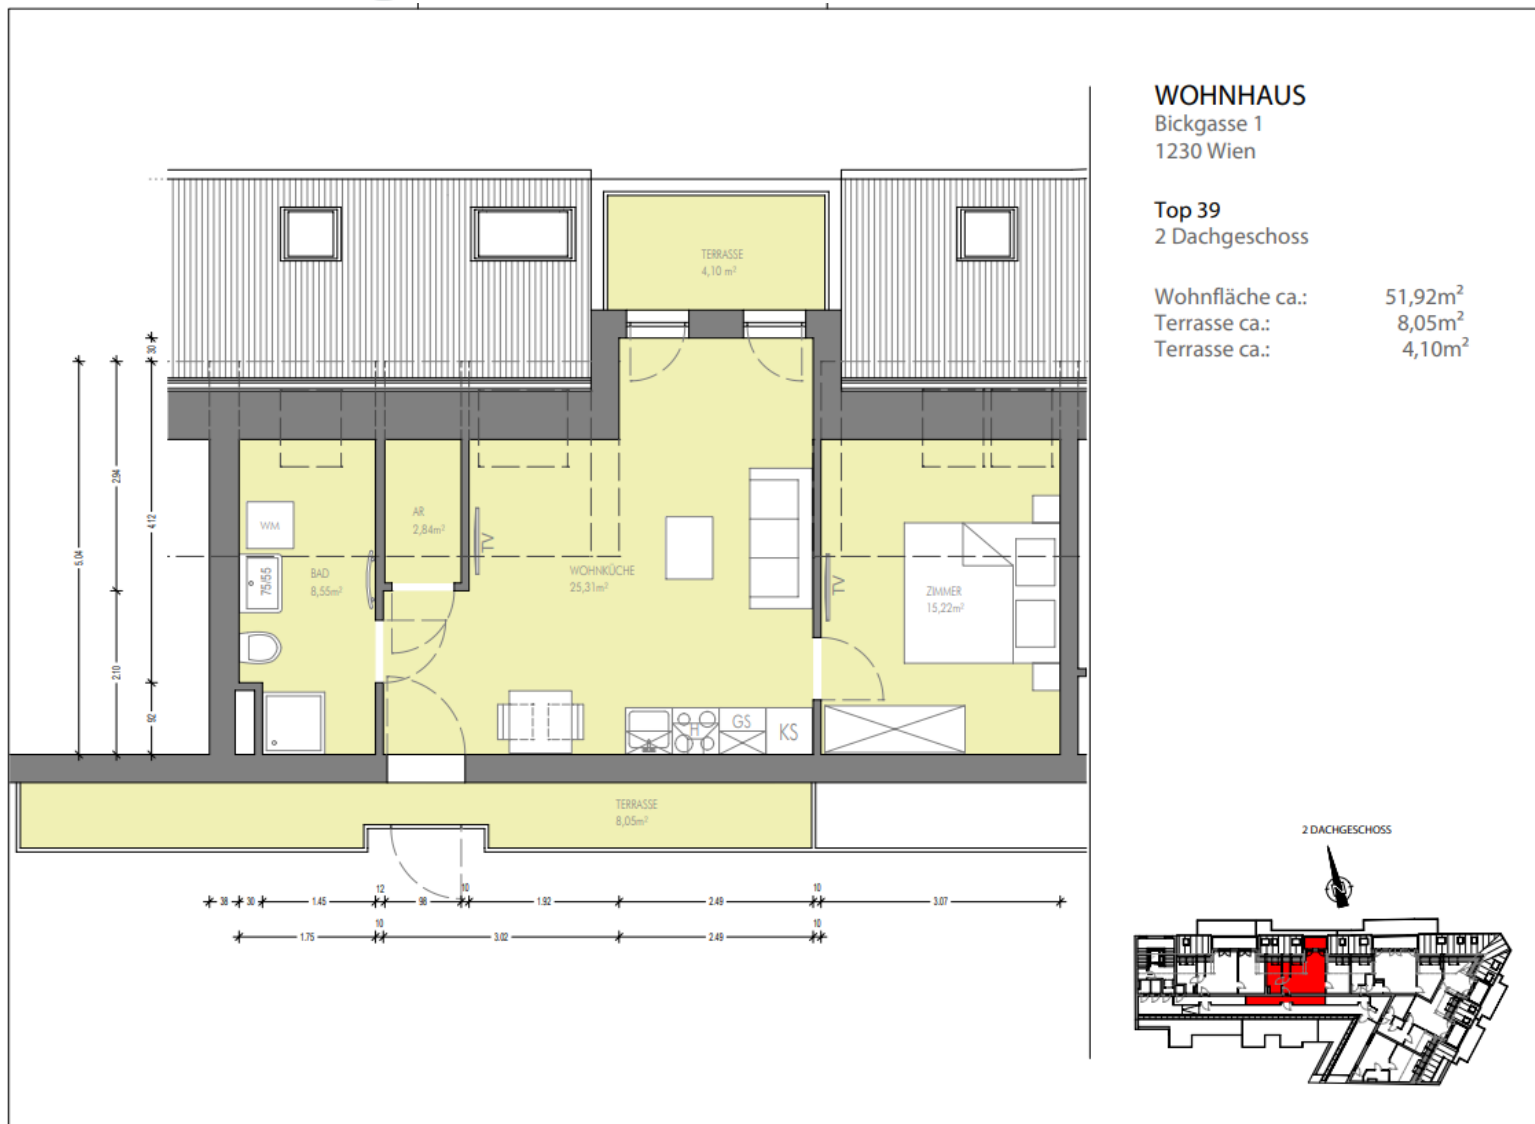 WOHNHAUS
Bickgasse 1
1230 Wien
Top 39
2 Dachgeschoss
Wohnfläche ca.: 51,92m²
Terrasse ca.: 8,05m²
Terrasse ca.: 4,10m²
TERRASSE
4,10 m²
WM
75/55
BAD
8,55m²
AR
2,84m²
TV
WOHNKÜCHE
25,31m²
TV
ZIMMER
15,22m²
H
GS
KS
TERRASSE
8,05m²
30
5.04
2.94
4.12
2.10
92
12
10
10
38
30
1.45
98
1.92
2.49
3.07
10
10
1.75
3.02
2.49
2 DACHGESCHOSS
N